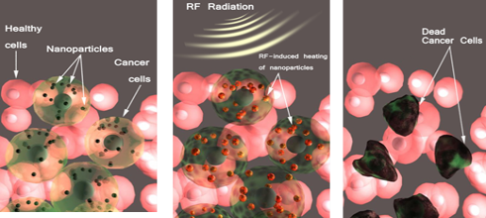 Healthy
cells
Nanoparticles
Cancer
cells
RF Radiation
RF-induced heating
of nanoparticles
Dead
Cancer Cells